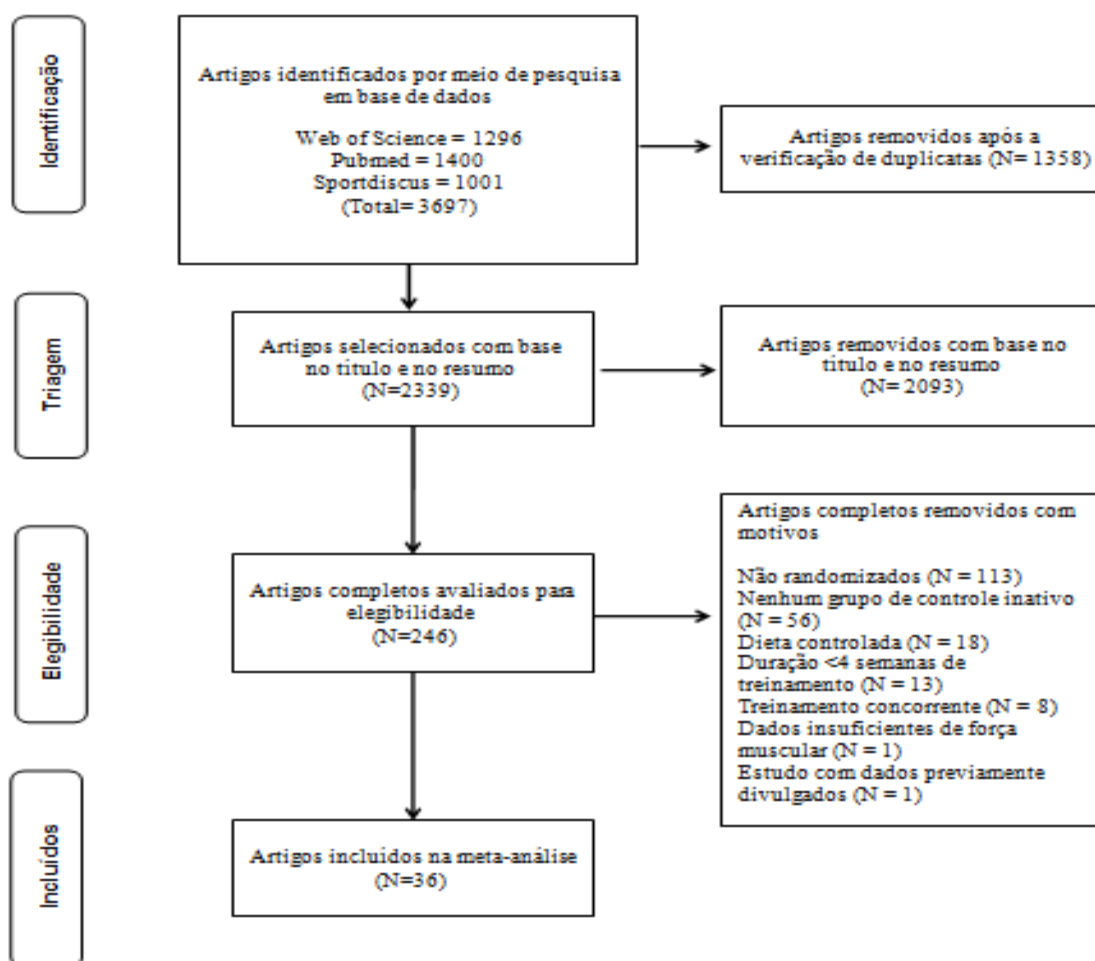 Identificação
Artigos identificados por meio de pesquisa
em base de dados
Web of Science = 1296
Pubmed = 1400
Sportdiscus = 1001
(Total= 3697)
Artigos removidos após a
verificação de duplicatas (N= 1358)
Triagem
Artigos selecionados com base
no título e no resumo
(N=2339)
Artigos removidos com base no
título e no resumo
(N= 2093)
Elegibilidade
Artigos completos avaliados para
elegibilidade
(N=246)
Artigos completos removidos com
motivos
Não randomizados (N = 113)
Nenhum grupo de controle inativo
(N = 56)
Dieta controlada (N = 18)
Duração <4 semanas de
treinamento (N = 13)
Treinamento concorrente (N = 8)
Dados insuficientes de força
muscular (N = 1)
Estudo com dados previamente
divulgados (N = 1)
Incluídos
Artigos incluídos na meta-análise
(N=36)